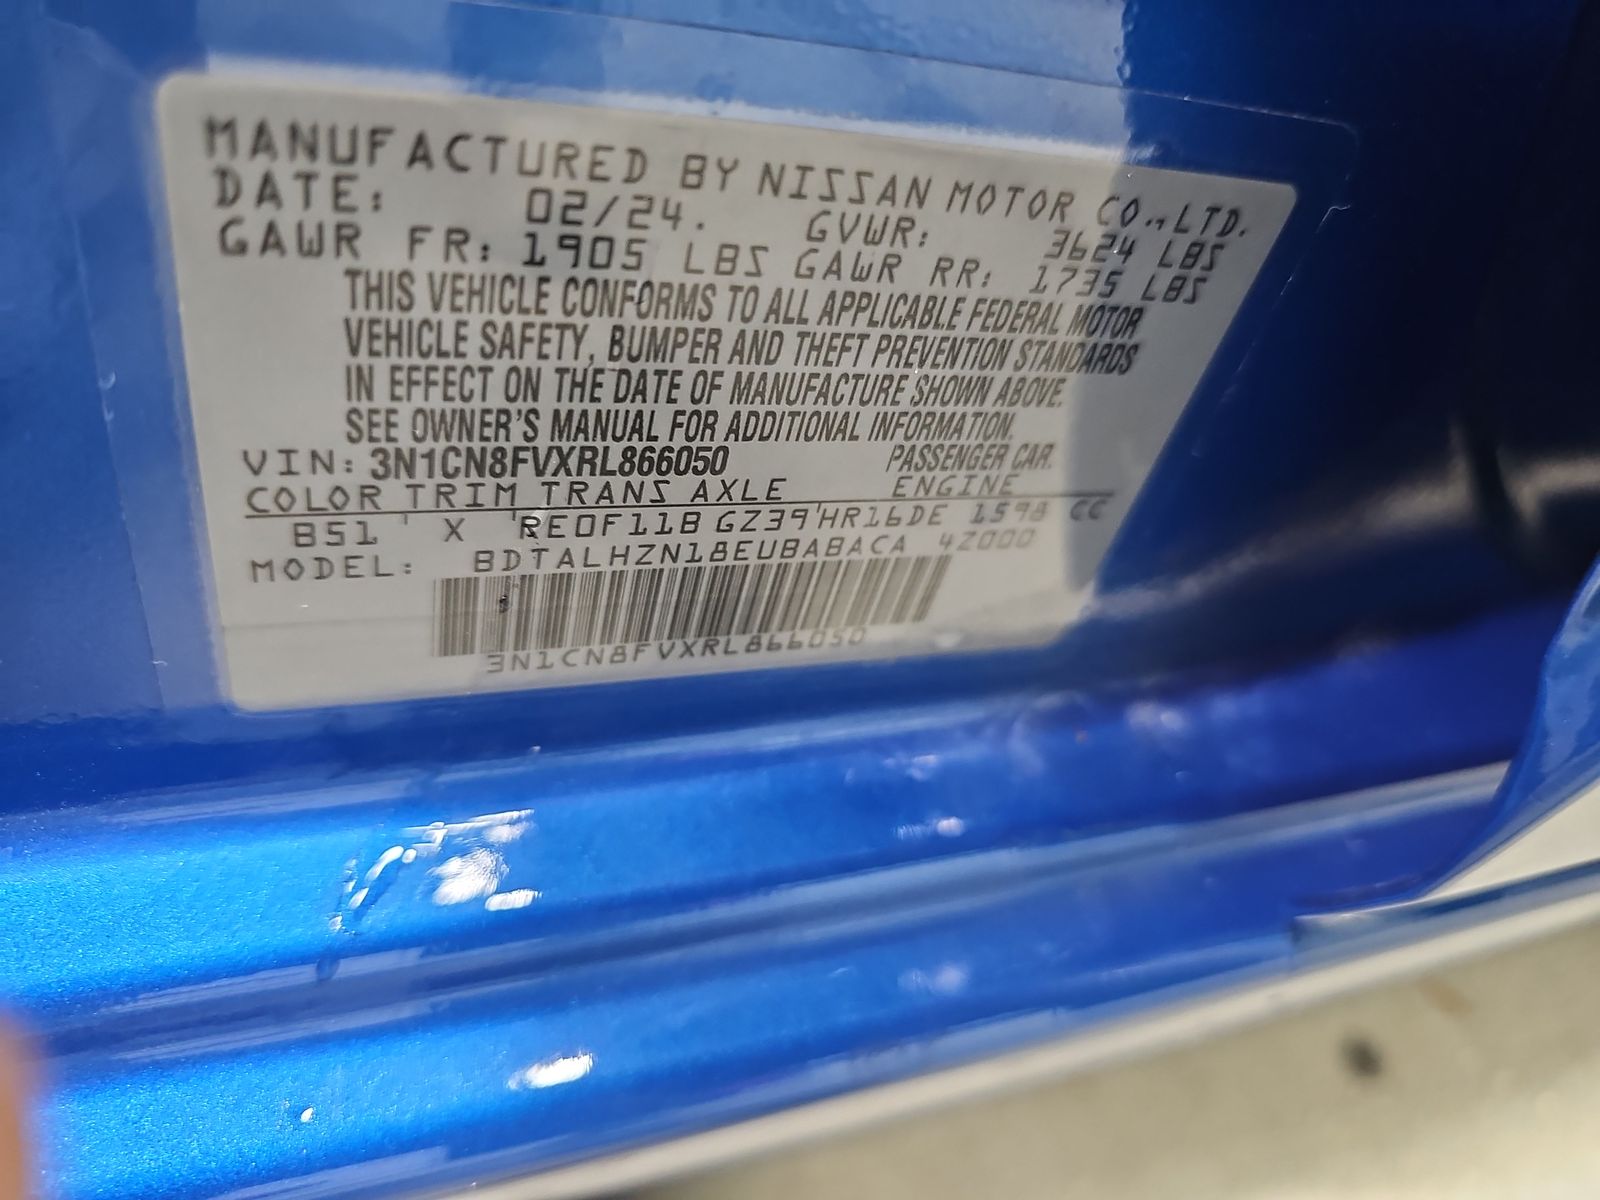 MANUFACTURED BY NISSAN MOTOR CO., LTD.
DATE: 02/24. GVWR: 3624 LBS
GAWR FR: 1905 LBS GAWR RR: 1735 LBS
THIS VEHICLE CONFORMS TO ALL APPLICABLE FEDERAL MOTOR
VEHICLE SAFETY, BUMPER AND THEFT PREVENTION STANDARDS
IN EFFECT ON THE DATE OF MANUFACTURE SHOWN ABOVE.
SEE OWNER'S MANUAL FOR ADDITIONAL INFORMATION.
VIN: 3N1CN8FVXRL866050 PASSENGER CAR.
COLOR TRIM TRANS AXLE ENGINE
B51 X RE0F11B GZ39 HR16DE 1598 CC
MODEL: BDTALHZN18EUBABACA 4Z000
3N1CN8FVXRL866050